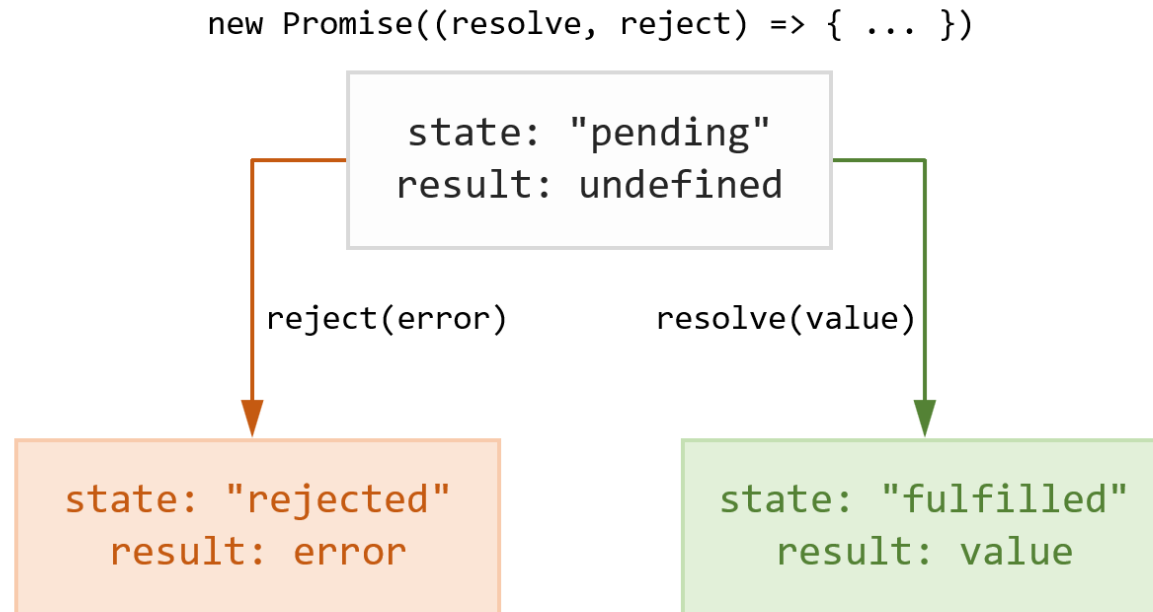 new Promise((resolve, reject) => { ... })
state: "pending"
result: undefined
reject(error)
resolve(value)
state: "rejected"
result: error
state: "fulfilled"
result: value